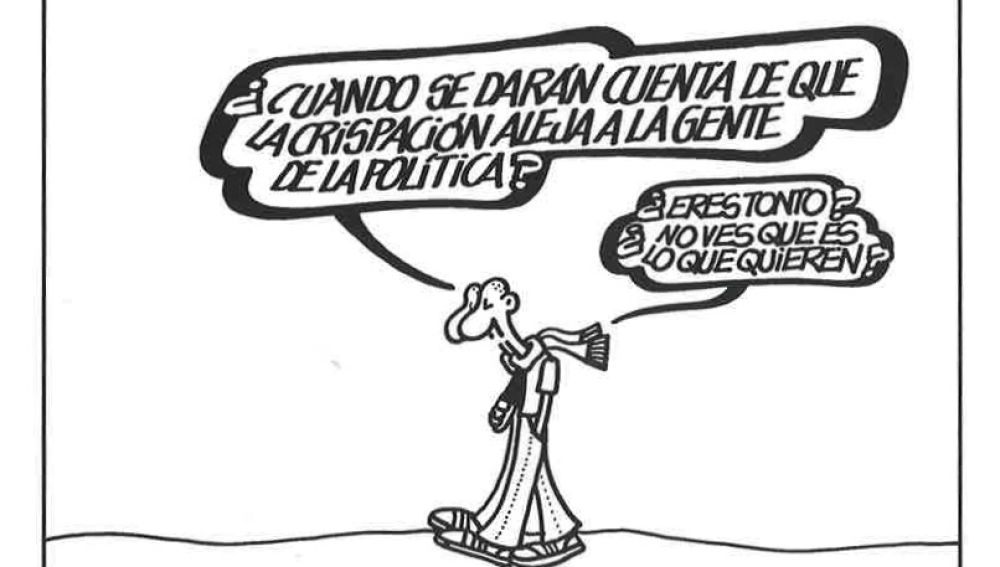 ¿CUÁNDO SE DARÁN CUENTA DE QUE
LA CRISPACIÓN ALEJA A LA GENTE
DE LA POLÍTICA?
¿ERES TONTO?
¿NO VES QUE ES
LO QUE QUIEREN?